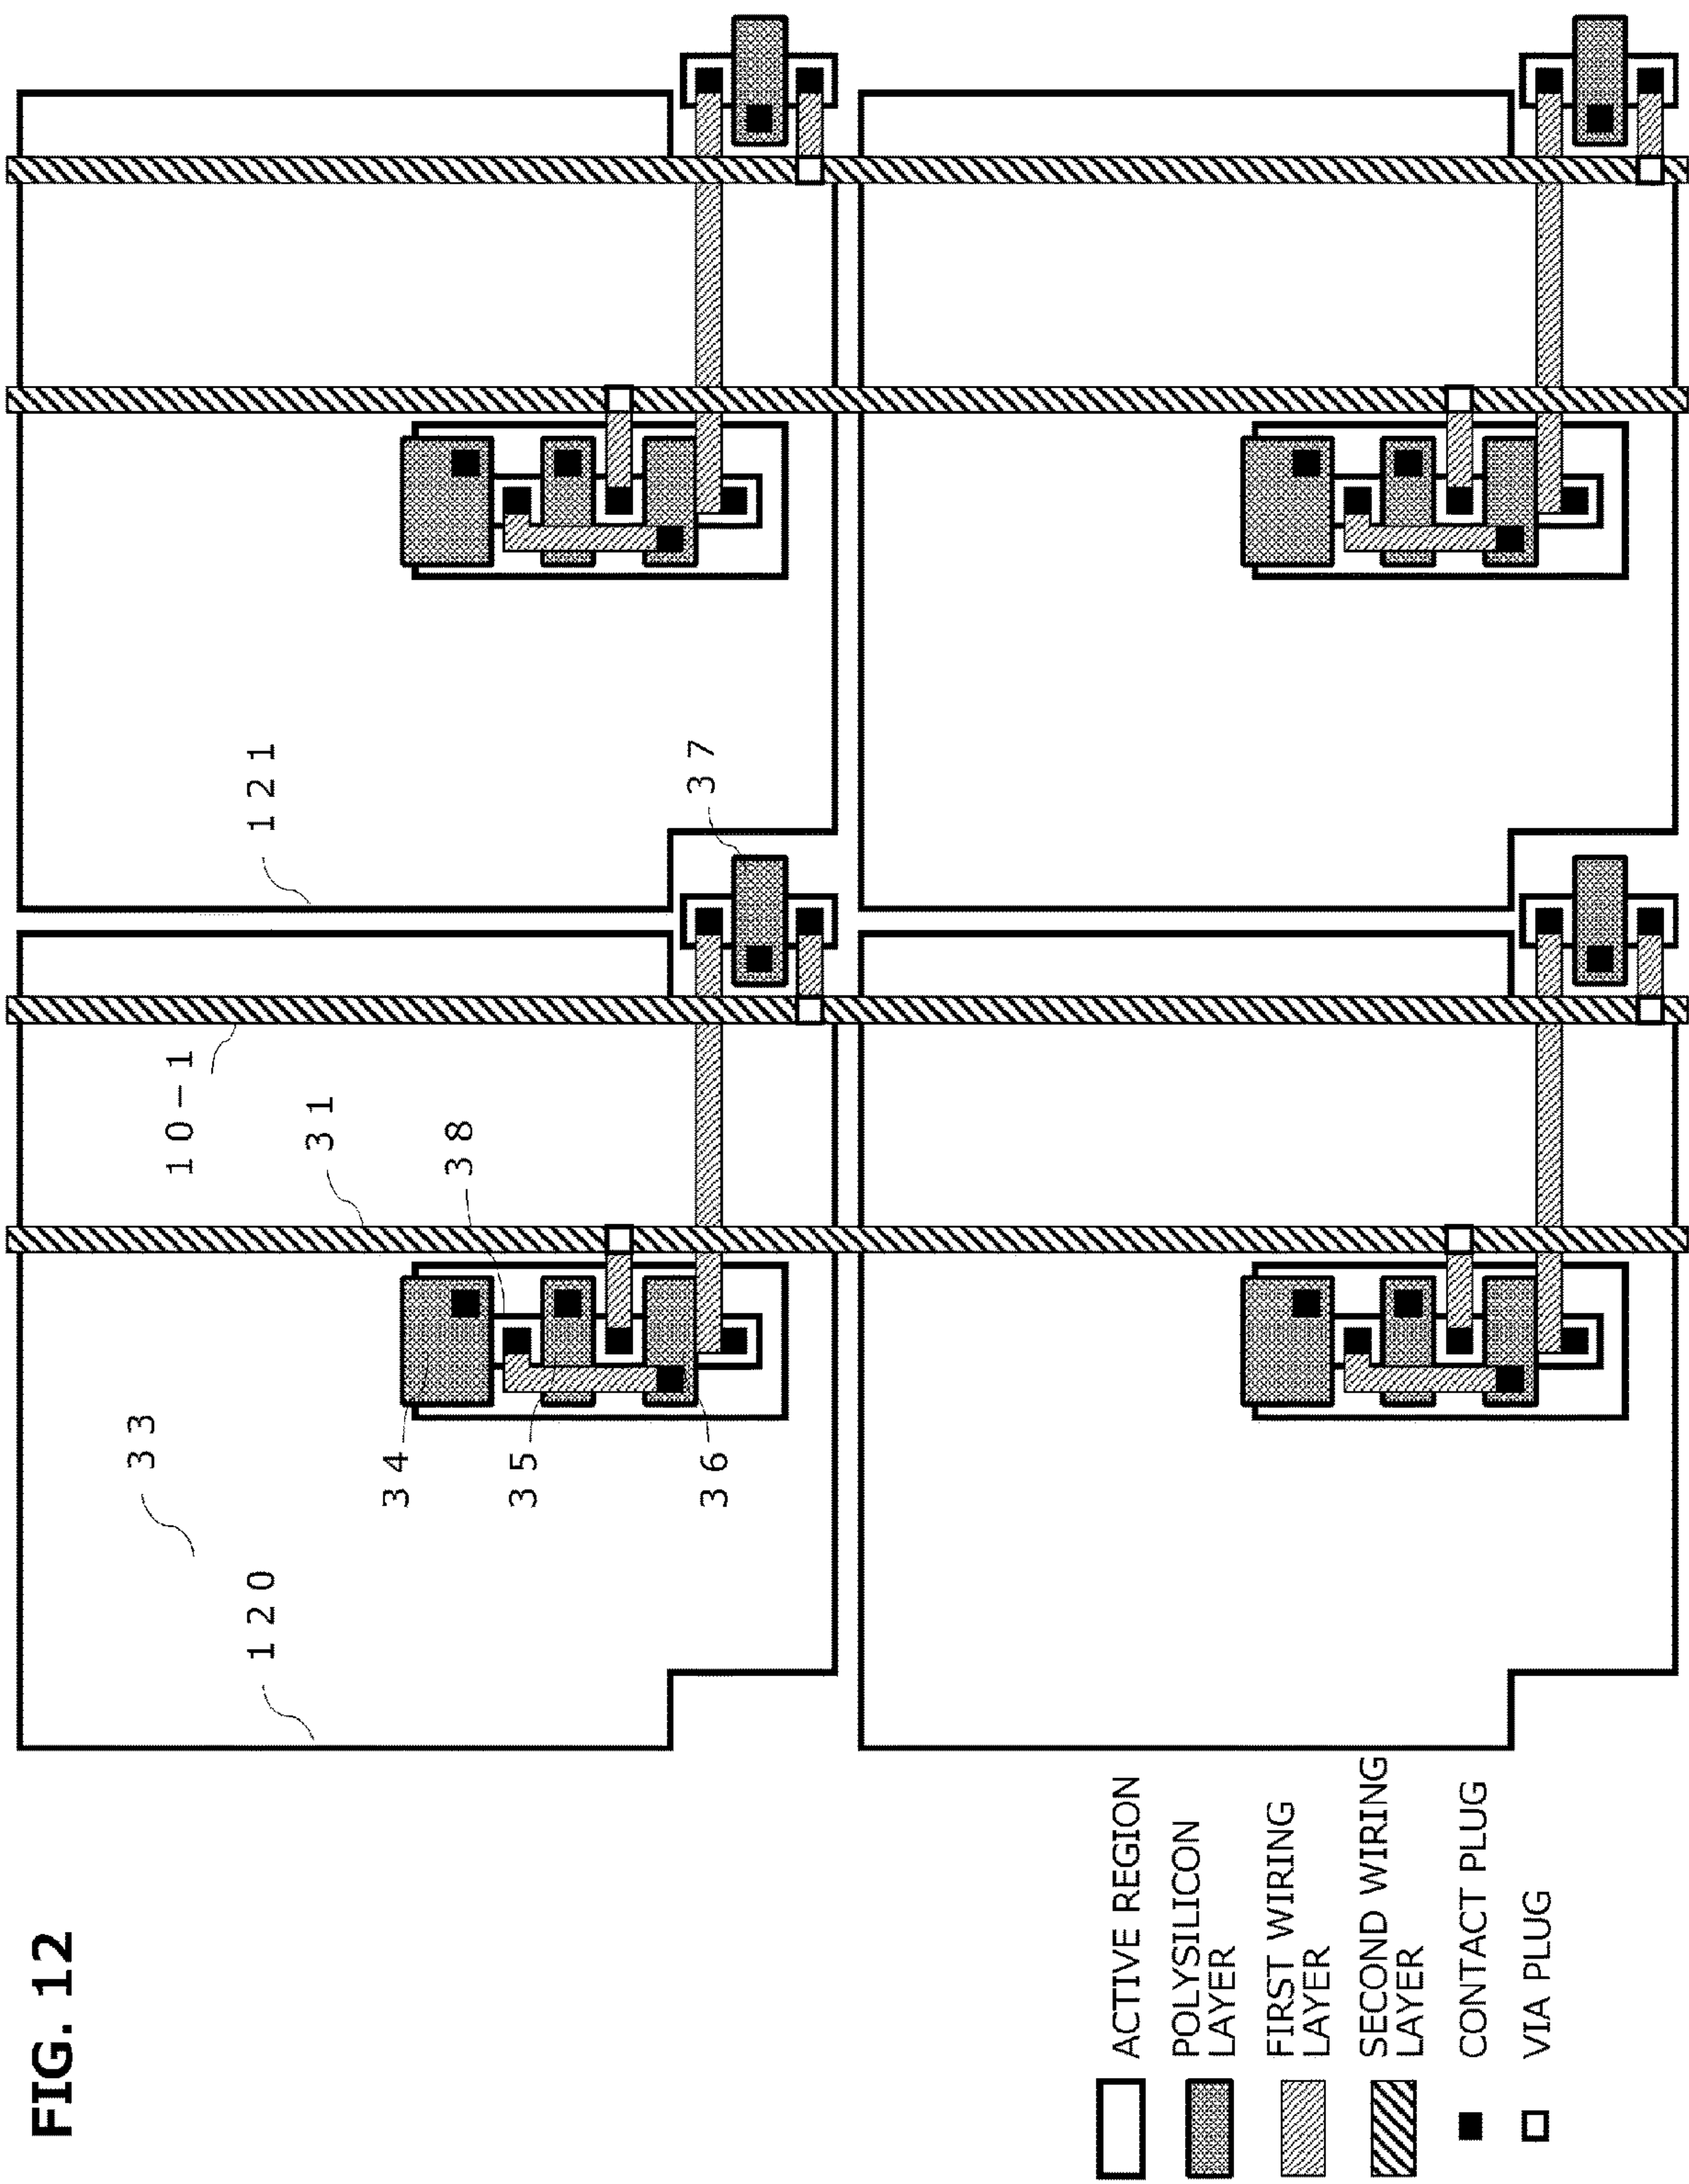 FIG. 12
120
33
121
10-1
31
38
34
35
36
37
ACTIVE REGION
POLYSILICON
LAYER
FIRST WIRING
LAYER
SECOND WIRING
LAYER
CONTACT PLUG
VIA PLUG